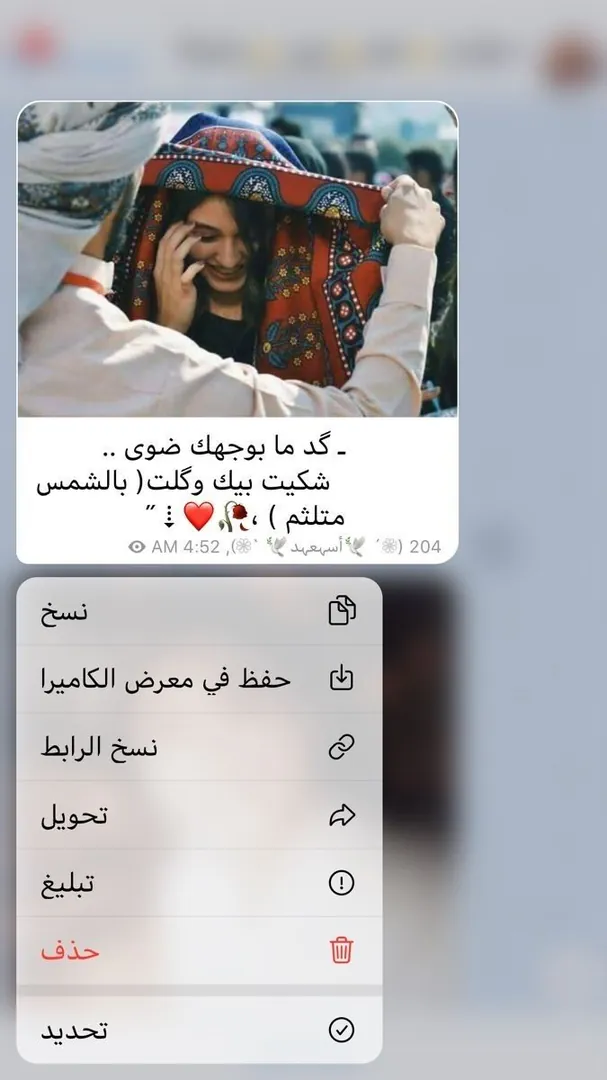 ـ گد ما بوجهك ضوى ..
شكيت بيك وگلت( بالشمس
متلثم ) ،🥀❤️⇣ ″
204 (🏵️ ´ 🕊️أسهعهد🕊️ ` 🏵️), 4:52 AM
نسخ
حفظ في معرض الكاميرا
نسخ الرابط
تحويل
تبليغ
حذف
تحديد